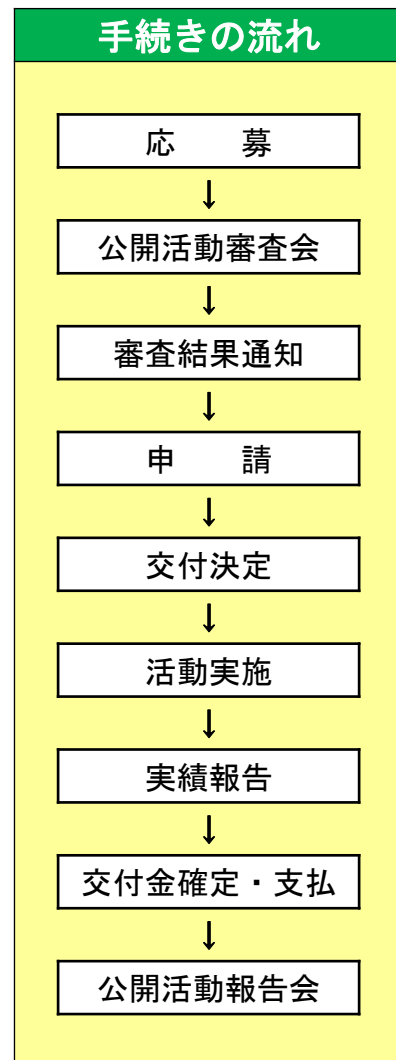 手続きの流れ
応　　募
↓
公開活動審査会
↓
審査結果通知
↓
申　　請
↓
交付決定
↓
活動実施
↓
実績報告
↓
交付金確定・支払
↓
公開活動報告会